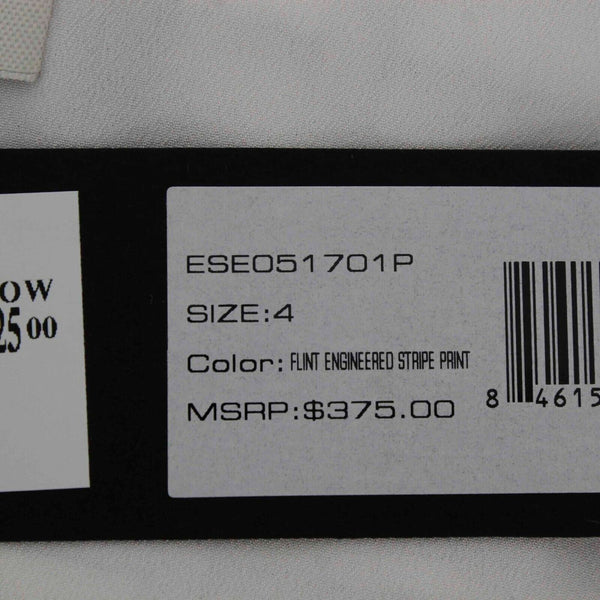 OW
25 00
ESE051701P
SIZE:4
Color: FLINT ENGINEERED STRIPE PRINT
MSRP:$375.00
8 4615